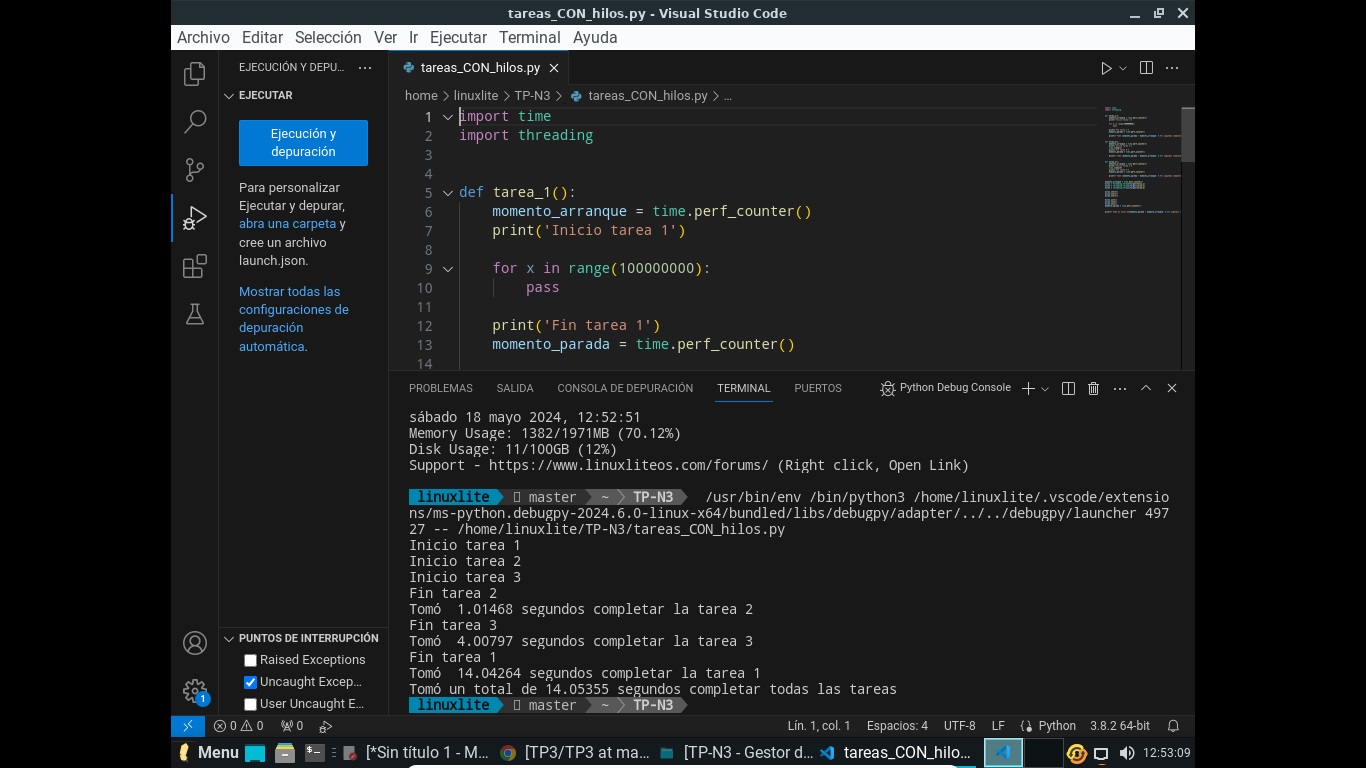 tareas_CON_hilos.py - Visual Studio Code
Archivo Editar Selección Ver Ir Ejecutar Terminal Ayuda
EJECUCIÓN Y DEPU... ···
EJECUTAR
Ejecución y
depuración
Para personalizar
Ejecutar y depurar,
abra una carpeta y
cree un archivo
launch.json.
Mostrar todas las
configuraciones de
depuración
automática.
PUNTOS DE INTERRUPCIÓN
Raised Exceptions
Uncaught Excep...
User Uncaught E...
1
tareas_CON_hilos.py
home > linuxlite > TP-N3 > tareas_CON_hilos.py > ...
1 import time
2 import threading
3
4
5 def tarea_1():
6 momento_arranque = time.perf_counter()
7 print('Inicio tarea 1')
8
9 for x in range(100000000):
10 pass
11
12 print('Fin tarea 1')
13 momento_parada = time.perf_counter()
14
PROBLEMAS SALIDA CONSOLA DE DEPURACIÓN TERMINAL PUERTOS Python Debug Console
sábado 18 mayo 2024, 12:52:51
Memory Usage: 1382/1971MB (70.12%)
Disk Usage: 11/100GB (12%)
Support - https://www.linuxliteos.com/forums/ (Right click, Open Link)
linuxlite master ~ TP-N3 /usr/bin/env /bin/python3 /home/linuxlite/.vscode/extensio
ns/ms-python.debugpy-2024.6.0-linux-x64/bundled/libs/debugpy/adapter/../../debugpy/launcher 497
27 -- /home/linuxlite/TP-N3/tareas_CON_hilos.py
Inicio tarea 1
Inicio tarea 2
Inicio tarea 3
Fin tarea 2
Tomó  1.01468 segundos completar la tarea 2
Fin tarea 3
Tomó  4.00797 segundos completar la tarea 3
Fin tarea 1
Tomó  14.04264 segundos completar la tarea 1
Tomó un total de 14.05355 segundos completar todas las tareas
linuxlite master ~ TP-N3
0 0 0 Lín. 1, col. 1 Espacios: 4 UTF-8 LF Python 3.8.2 64-bit
Menu [*Sin título 1 - M... [TP3/TP3 at ma... [TP-N3 - Gestor d... tareas_CON_hilo... 12:53:09